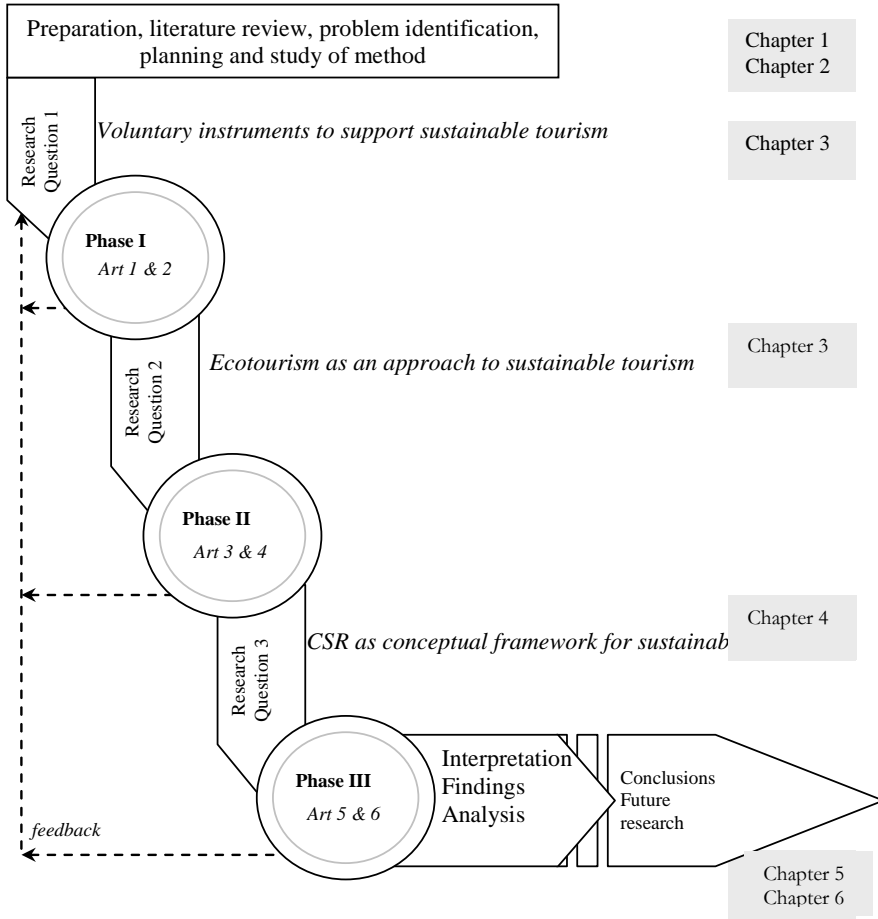 Preparation, literature review, problem identification,
planning and study of method
Chapter 1
Chapter 2
Research
Question 1
Voluntary instruments to support sustainable tourism
Chapter 3
Phase I
Art 1 & 2
Research
Question 2
Ecotourism as an approach to sustainable tourism
Chapter 3
Phase II
Art 3 & 4
Research
Question 3
CSR as conceptual framework for sustainab
Chapter 4
Phase III
Art 5 & 6
Interpretation
Findings
Analysis
Conclusions
Future
research
feedback
Chapter 5
Chapter 6